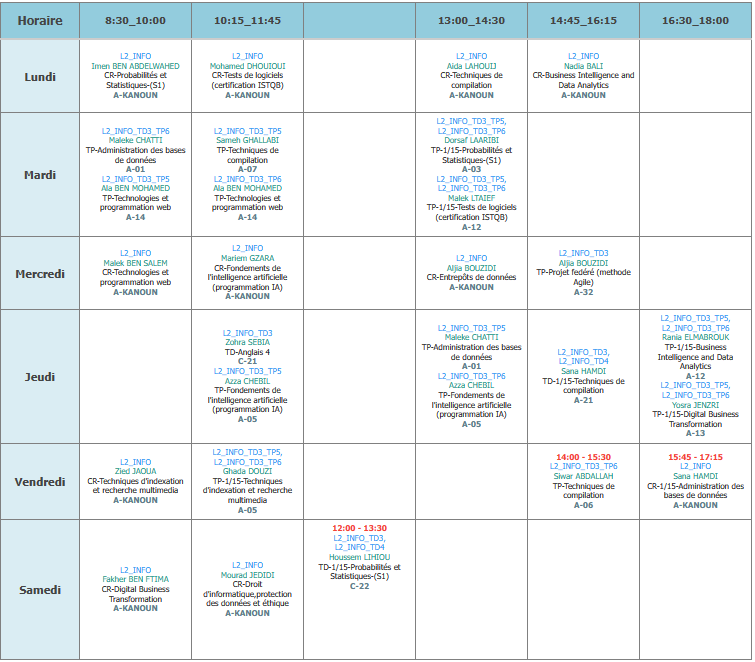 Horaire
8:30_10:00
10:15_11:45
13:00_14:30
14:45_16:15
16:30_18:00
Lundi
L2_INFO
Imen BEN ABDELWAHED
CR-Probabilités et
Statistiques-(S1)
A-KANOUN
L2_INFO
Mohamed DHOUIOUI
CR-Tests de logiciels
(certification ISTQB)
A-KANOUN
L2_INFO
Aida LAHOUIJ
CR-Techniques de
compilation
A-KANOUN
L2_INFO
Nadia BALI
CR-Business Intelligence and
Data Analytics
A-KANOUN
Mardi
L2_INFO_TD3_TP6
Maleke CHATTI
TP-Administration des bases
de données
A-01
L2_INFO_TD3_TP5
Ala BEN MOHAMED
TP-Technologies et
programmation web
A-14
L2_INFO_TD3_TP5
Sameh GHALLABI
TP-Techniques de
compilation
A-07
L2_INFO_TD3_TP6
Ala BEN MOHAMED
TP-Technologies et
programmation web
A-14
L2_INFO_TD3_TP5,
L2_INFO_TD3_TP6
Dorsaf LAARIBI
TP-1/15-Probabilités et
Statistiques-(S1)
A-03
L2_INFO_TD3_TP5,
L2_INFO_TD3_TP6
Malek LTAIEF
TP-1/15-Tests de logiciels
(certification ISTQB)
A-12
Mercredi
L2_INFO
Malek BEN SALEM
CR-Technologies et
programmation web
A-KANOUN
L2_INFO
Mariem GZARA
CR-Fondements de
l'intelligence artificielle
(programmation IA)
A-KANOUN
L2_INFO
Aljia BOUZIDI
CR-Entrepôts de données
A-KANOUN
L2_INFO_TD3
Aljia BOUZIDI
TP-Projet fedéré (methode
Agile)
A-32
Jeudi
L2_INFO_TD3
Zohra SEBIA
TD-Anglais 4
C-21
L2_INFO_TD3_TP5
Azza CHEBIL
TP-Fondements de
l'intelligence artificielle
(programmation IA)
A-05
L2_INFO_TD3_TP5
Maleke CHATTI
TP-Administration des bases
de données
A-01
L2_INFO_TD3_TP6
Azza CHEBIL
TP-Fondements de
l'intelligence artificielle
(programmation IA)
A-05
L2_INFO_TD3,
L2_INFO_TD4
Sana HAMDI
TD-1/15-Techniques de
compilation
A-21
L2_INFO_TD3_TP5,
L2_INFO_TD3_TP6
Rania ELMABROUK
TP-1/15-Business
Intelligence and Data
Analytics
A-12
L2_INFO_TD3_TP5,
L2_INFO_TD3_TP6
Yosra JENZRI
TP-1/15-Digital Business
Transformation
A-13
Vendredi
L2_INFO
Zied JAOUA
CR-Techniques d'indexation
et recherche multimedia
A-KANOUN
L2_INFO_TD3_TP5,
L2_INFO_TD3_TP6
Ghada DOUZI
TP-1/15-Techniques
d'indexation et recherche
multimedia
A-05
14:00 - 15:30
L2_INFO_TD3_TP6
Siwar ABDALLAH
TP-Techniques de
compilation
A-06
15:45 - 17:15
L2_INFO
Sana HAMDI
CR-1/15-Administration des
bases de données
A-KANOUN
Samedi
L2_INFO
Fakher BEN FTIMA
CR-Digital Business
Transformation
A-KANOUN
L2_INFO
Mourad JEDIDI
CR-Droit
d'informatique,protection
des données et éthique
A-KANOUN
12:00 - 13:30
L2_INFO_TD3,
L2_INFO_TD4
Houssem LIHIOU
TD-1/15-Probabilités et
Statistiques-(S1)
C-22